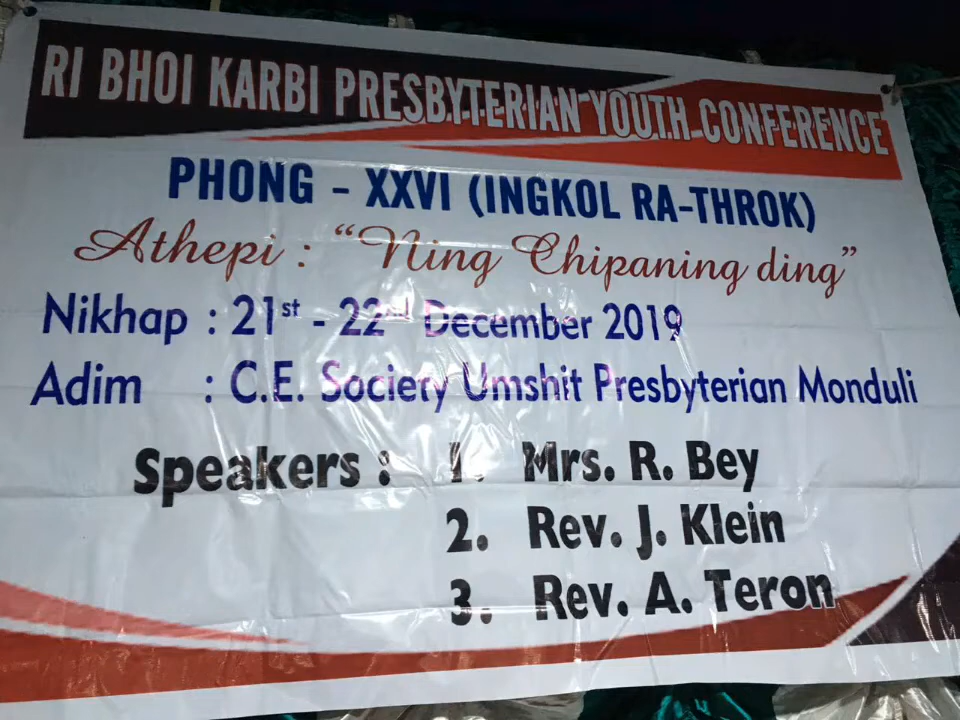 RI BHOI KARBI PRESBYTERIAN YOUTH CONFERENCE
PHONG - XXVI (INGKOL RA-THROK)
Athepi : "Ning Chipaning ding"
Nikhap : 21st - 22nd December 2019
Adim : C.E. Society Umshit Presbyterian Monduli
Speakers : 1. Mrs. R. Bey
2. Rev. J. Klein
3. Rev. A. Teron